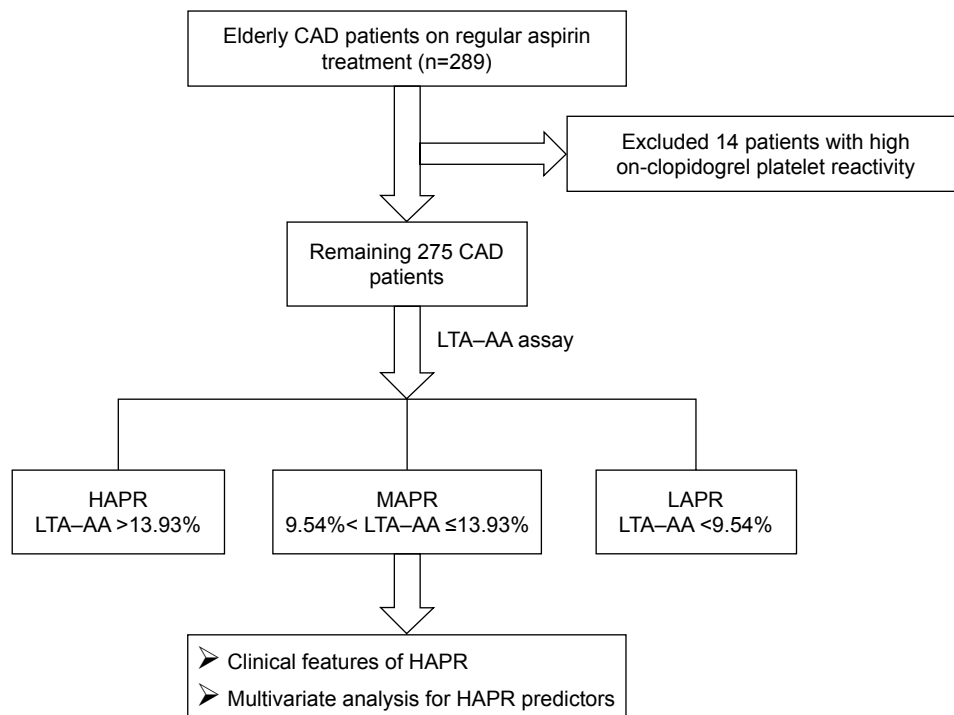 Elderly CAD patients on regular aspirin
treatment (n=289)
Excluded 14 patients with high
on-clopidogrel platelet reactivity
Remaining 275 CAD
patients
LTA–AA assay
HAPR
LTA–AA >13.93%
MAPR
9.54%< LTA–AA ≤13.93%
LAPR
LTA–AA <9.54%
➢ Clinical features of HAPR
➢ Multivariate analysis for HAPR predictors